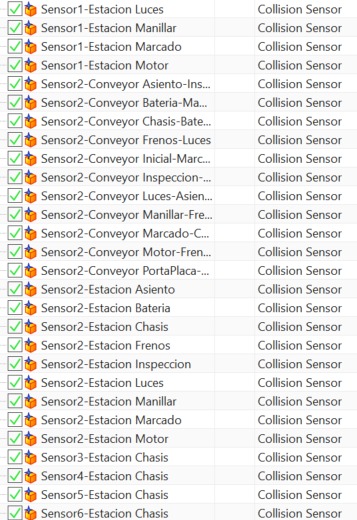 Sensor1-Estacion Luces Collision Sensor
Sensor1-Estacion Manillar Collision Sensor
Sensor1-Estacion Marcado Collision Sensor
Sensor1-Estacion Motor Collision Sensor
Sensor2-Conveyor Asiento-Ins... Collision Sensor
Sensor2-Conveyor Bateria-Ma... Collision Sensor
Sensor2-Conveyor Chasis-Bate... Collision Sensor
Sensor2-Conveyor Frenos-Luces Collision Sensor
Sensor2-Conveyor Inicial-Marc... Collision Sensor
Sensor2-Conveyor Inspeccion-... Collision Sensor
Sensor2-Conveyor Luces-Asien... Collision Sensor
Sensor2-Conveyor Manillar-Fre... Collision Sensor
Sensor2-Conveyor Marcado-C... Collision Sensor
Sensor2-Conveyor Motor-Fren... Collision Sensor
Sensor2-Conveyor PortaPlaca-... Collision Sensor
Sensor2-Estacion Asiento Collision Sensor
Sensor2-Estacion Bateria Collision Sensor
Sensor2-Estacion Chasis Collision Sensor
Sensor2-Estacion Frenos Collision Sensor
Sensor2-Estacion Inspeccion Collision Sensor
Sensor2-Estacion Luces Collision Sensor
Sensor2-Estacion Manillar Collision Sensor
Sensor2-Estacion Marcado Collision Sensor
Sensor2-Estacion Motor Collision Sensor
Sensor3-Estacion Chasis Collision Sensor
Sensor4-Estacion Chasis Collision Sensor
Sensor5-Estacion Chasis Collision Sensor
Sensor6-Estacion Chasis Collision Sensor